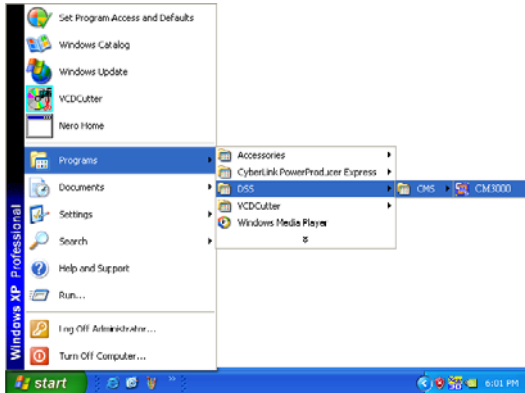 Set Program Access and Defaults
Windows Catalog
Windows Update
VCDCutter
Nero Home
Programs
Documents
Settings
Search
Help and Support
Run...
Log Off Administrator...
Turn Off Computer...
Windows XP Professional
Accessories
CyberLink PowerProducer Express
DSS
VCDCutter
Windows Media Player
CMS
CM3000
start
6:01 PM